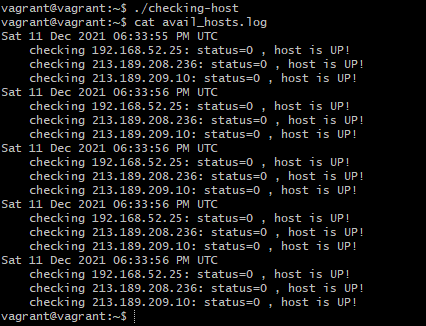 vagrant@vagrant:~$ ./checking-host
vagrant@vagrant:~$ cat avail_hosts.log
Sat 11 Dec 2021 06:33:55 PM UTC
    checking 192.168.52.25: status=0 , host is UP!
    checking 213.189.208.236: status=0 , host is UP!
    checking 213.189.209.10: status=0 , host is UP!
Sat 11 Dec 2021 06:33:56 PM UTC
    checking 192.168.52.25: status=0 , host is UP!
    checking 213.189.208.236: status=0 , host is UP!
    checking 213.189.209.10: status=0 , host is UP!
Sat 11 Dec 2021 06:33:56 PM UTC
    checking 192.168.52.25: status=0 , host is UP!
    checking 213.189.208.236: status=0 , host is UP!
    checking 213.189.209.10: status=0 , host is UP!
Sat 11 Dec 2021 06:33:56 PM UTC
    checking 192.168.52.25: status=0 , host is UP!
    checking 213.189.208.236: status=0 , host is UP!
    checking 213.189.209.10: status=0 , host is UP!
Sat 11 Dec 2021 06:33:56 PM UTC
    checking 192.168.52.25: status=0 , host is UP!
    checking 213.189.208.236: status=0 , host is UP!
    checking 213.189.209.10: status=0 , host is UP!
vagrant@vagrant:~$